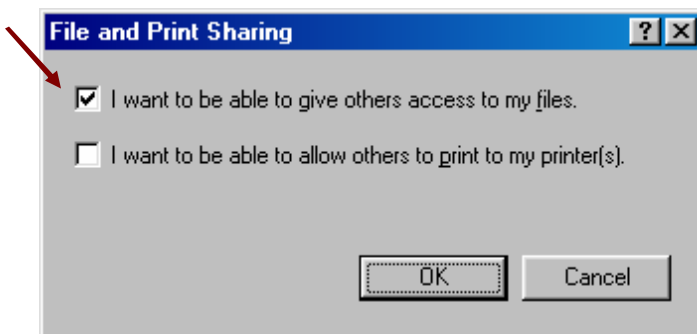 File and Print Sharing
I want to be able to give others access to my files.
I want to be able to allow others to print to my printer(s).
OK Cancel